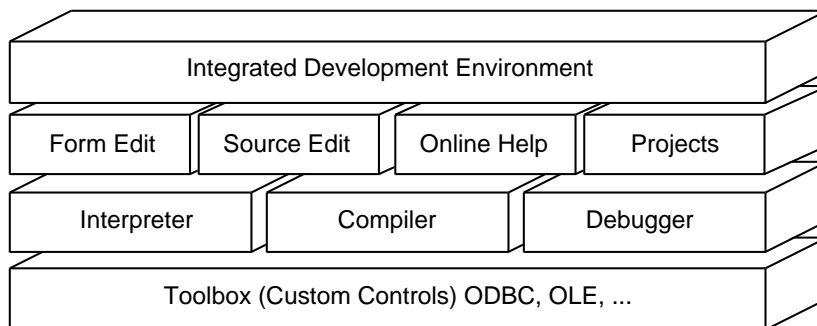 Integrated Development Environment
Form Edit
Source Edit
Online Help
Projects
Interpreter
Compiler
Debugger
Toolbox (Custom Controls) ODBC, OLE, ...